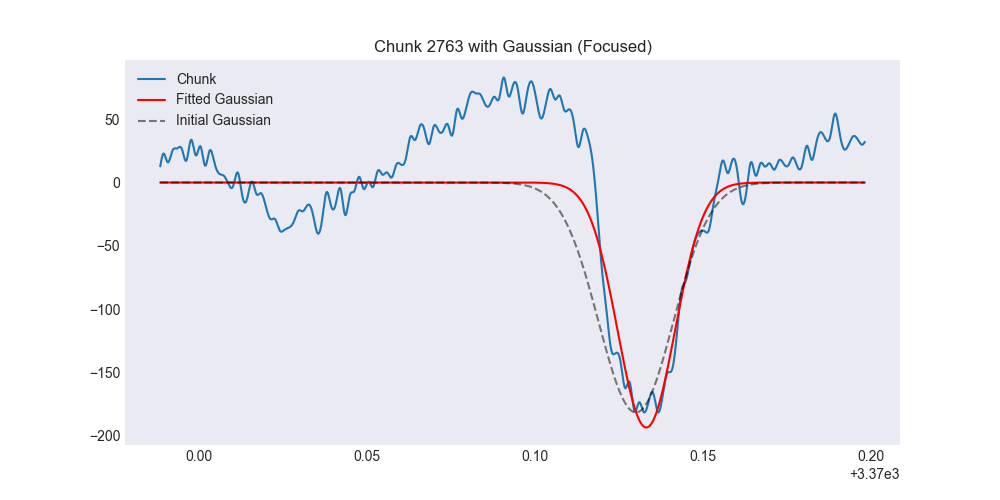 Chunk 2763 with Gaussian (Focused)
Chunk
Fitted Gaussian
Initial Gaussian
50
0
−50
−100
−150
−200
0.00 0.05 0.10 0.15 0.20
+3.37e3